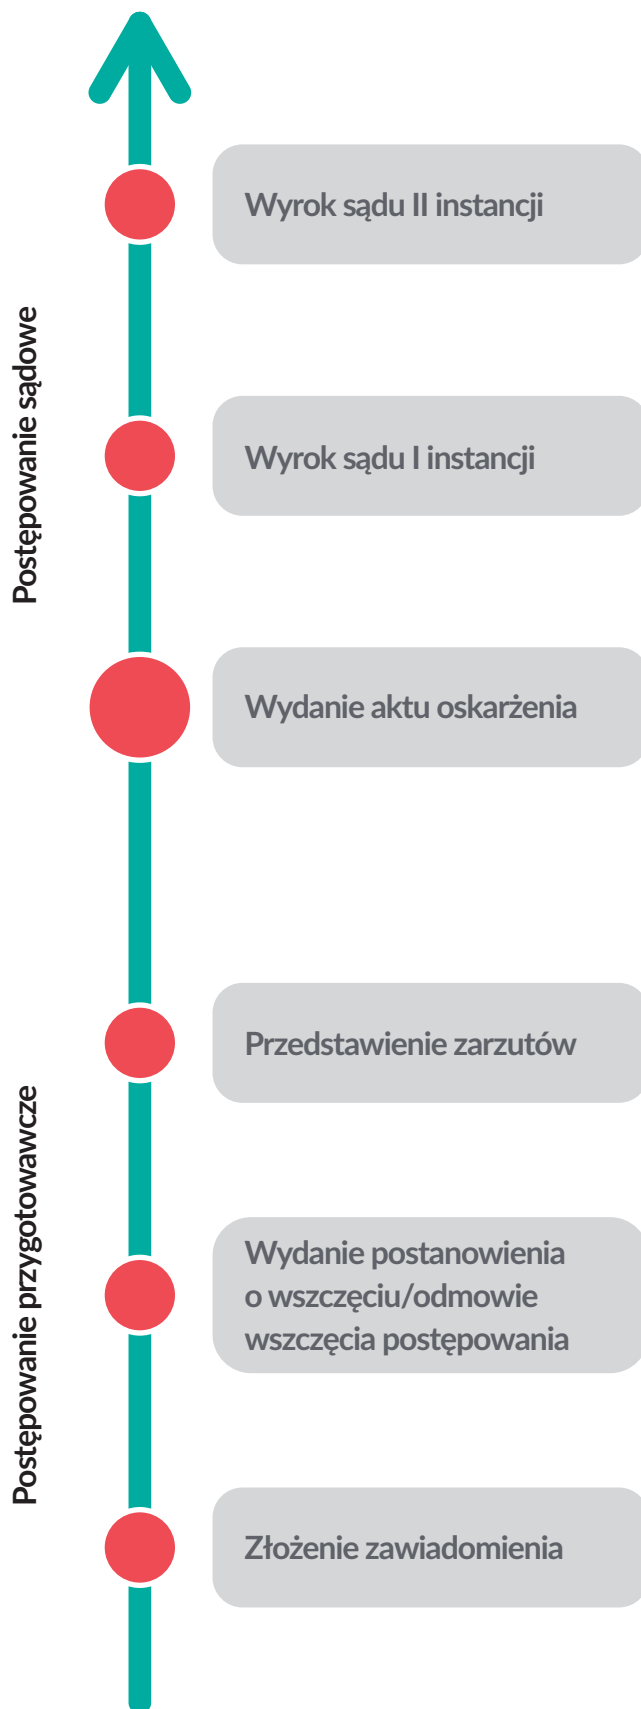 Postępowanie sądowe
Wyrok sądu II instancji
Wyrok sądu I instancji
Wydanie aktu oskarżenia
Postępowanie przygotowawcze
Przedstawienie zarzutów
Wydanie postanowienia
o wszczęciu/odmowie
wszczęcia postępowania
Złożenie zawiadomienia